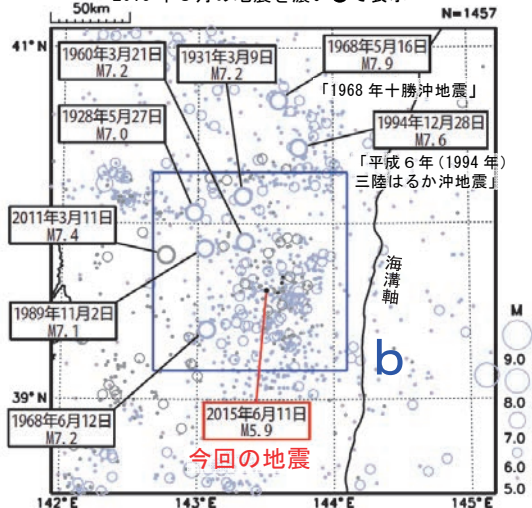 50km
N=1457
41°N
1960年3月21日
M7.2
1931年3月9日
M7.2
1968年5月16日
M7.9
「1968 年十勝沖地震」
1928年5月27日
M7.0
1994年12月28日
M7.6
「平成６年（1994 年）
三陸はるか沖地震」
2011年3月11日
M7.4
海溝軸
1989年11月2日
M7.1
b
M
9.0
8.0
7.0
6.0
5.0
39°N
1968年6月12日
M7.2
2015年6月11日
M5.9
今回の地震
142°E
143°E
144°E
145°E